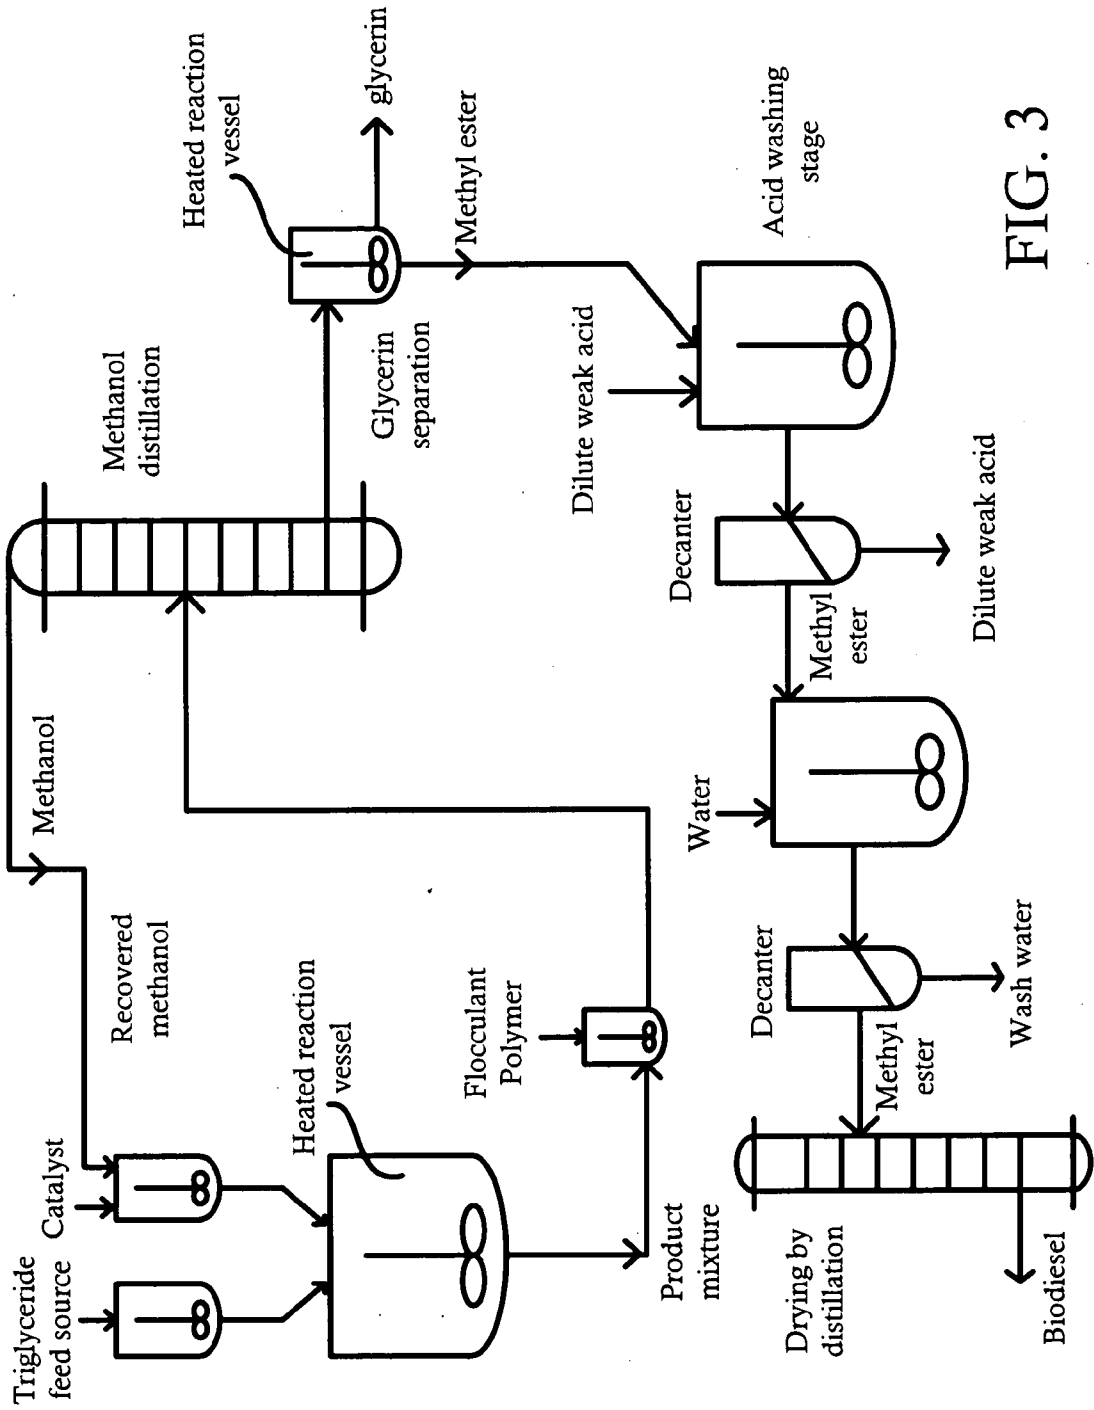 Triglyceride
feed source
Catalyst
Recovered
methanol
Methanol
Methanol
distillation
Heated reaction
vessel
glycerin
Glycerin
separation
Methyl ester
Heated reaction
vessel
Flocculant
Polymer
Product
mixture
Dilute weak acid
Acid washing
stage
Decanter
Methyl
ester
Dilute weak acid
Water
Decanter
Methyl
ester
Wash water
Drying by
distillation
Biodiesel
FIG. 3